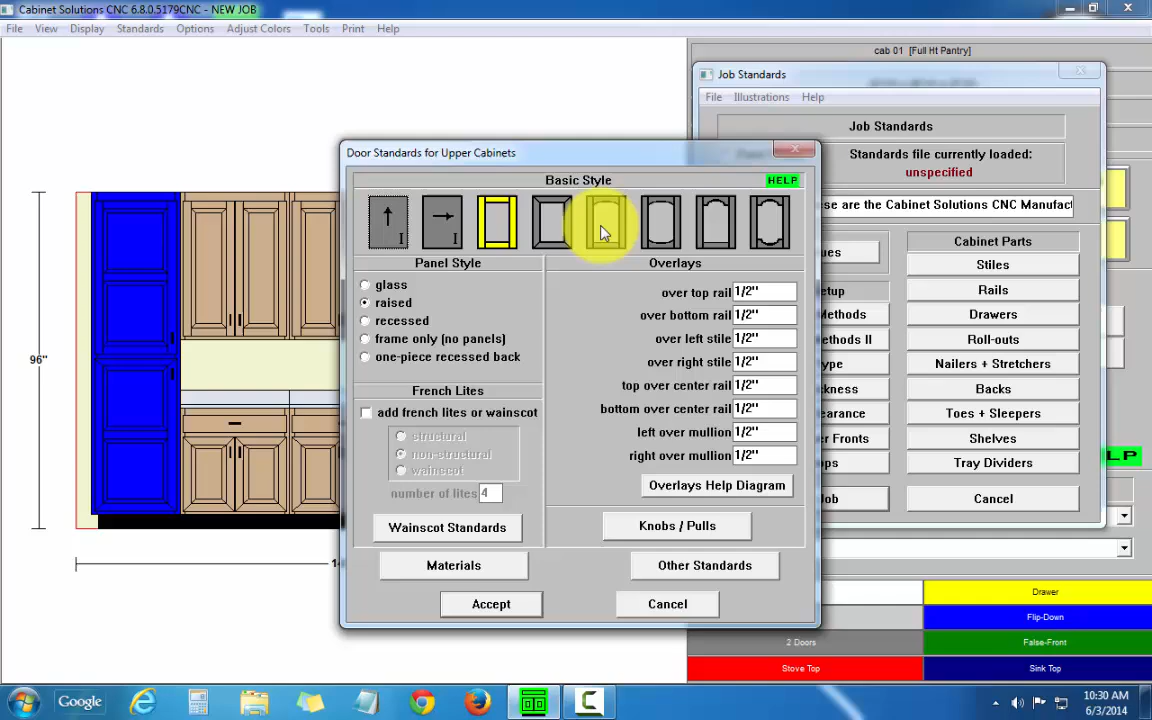 Cabinet Solutions CNC 6.8.0.5179CNC - NEW JOB
File View Display Standards Options Adjust Colors Tools Print Help
cab 01 [Full Ht Pantry]
Job Standards
File Illustrations Help
Job Standards
Standards file currently loaded:
unspecified
se are the Cabinet Solutions CNC Manufact
Door Standards for Upper Cabinets
Basic Style
HELP
I
I
Panel Style
glass
raised
recessed
frame only (no panels)
one-piece recessed back
French Lites
add french lites or wainscot
structural
non-structural
wainscot
number of lites 4
Wainscot Standards
Overlays
over top rail 1/2"
over bottom rail 1/2"
over left stile 1/2"
over right stile 1/2"
top over center rail 1/2"
bottom over center rail 1/2"
left over mullion 1/2"
right over mullion 1/2"
Overlays Help Diagram
Knobs / Pulls
Materials
Other Standards
Accept
Cancel
ues
etup
ethods
ethods II
ype
ckness
earance
er Fronts
ops
Job
Cabinet Parts
Stiles
Rails
Drawers
Roll-outs
Nailers + Stretchers
Backs
Toes + Sleepers
Shelves
Tray Dividers
Cancel
LP
96"
Drawer
Flip-Down
2 Doors
False-Front
Stove Top
Sink Top
Google
10:30 AM
6/3/2014